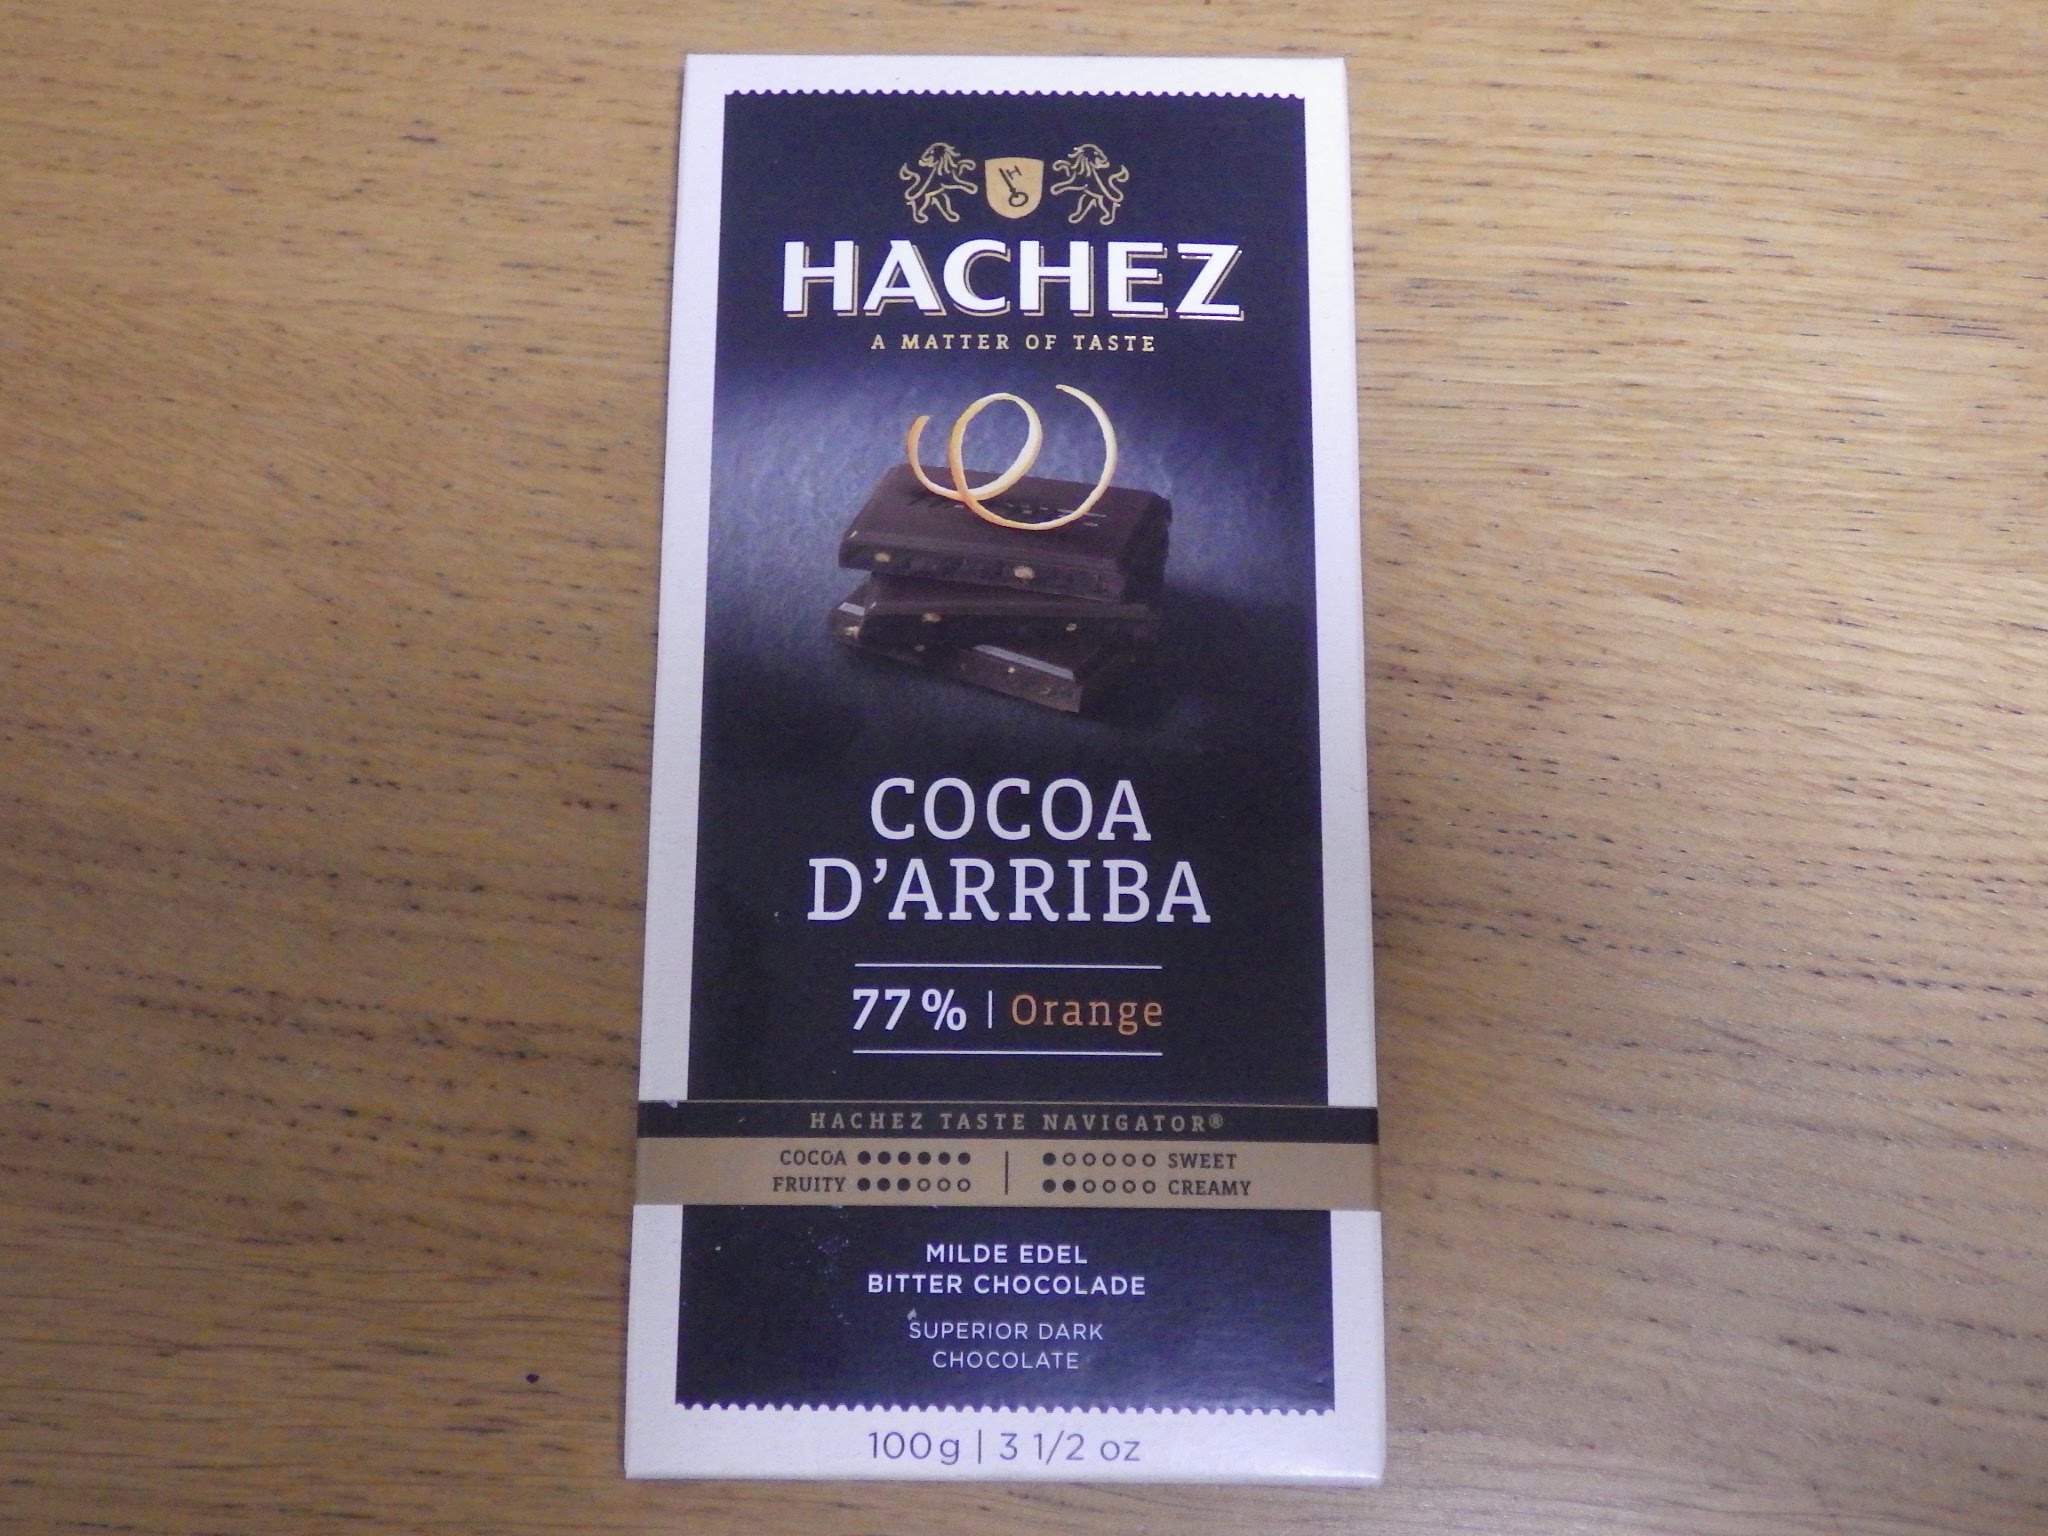 HACHEZ
A MATTER OF TASTE
COCOA
D'ARRIBA
77% | Orange
HACHEZ TASTE NAVIGATOR®
COCOA ●●●●●● | ●○○○○○ SWEET
FRUITY ●●●○○○ | ●●○○○○ CREAMY
MILDE EDEL
BITTER CHOCOLADE
SUPERIOR DARK
CHOCOLATE
100g | 3 1/2 oz